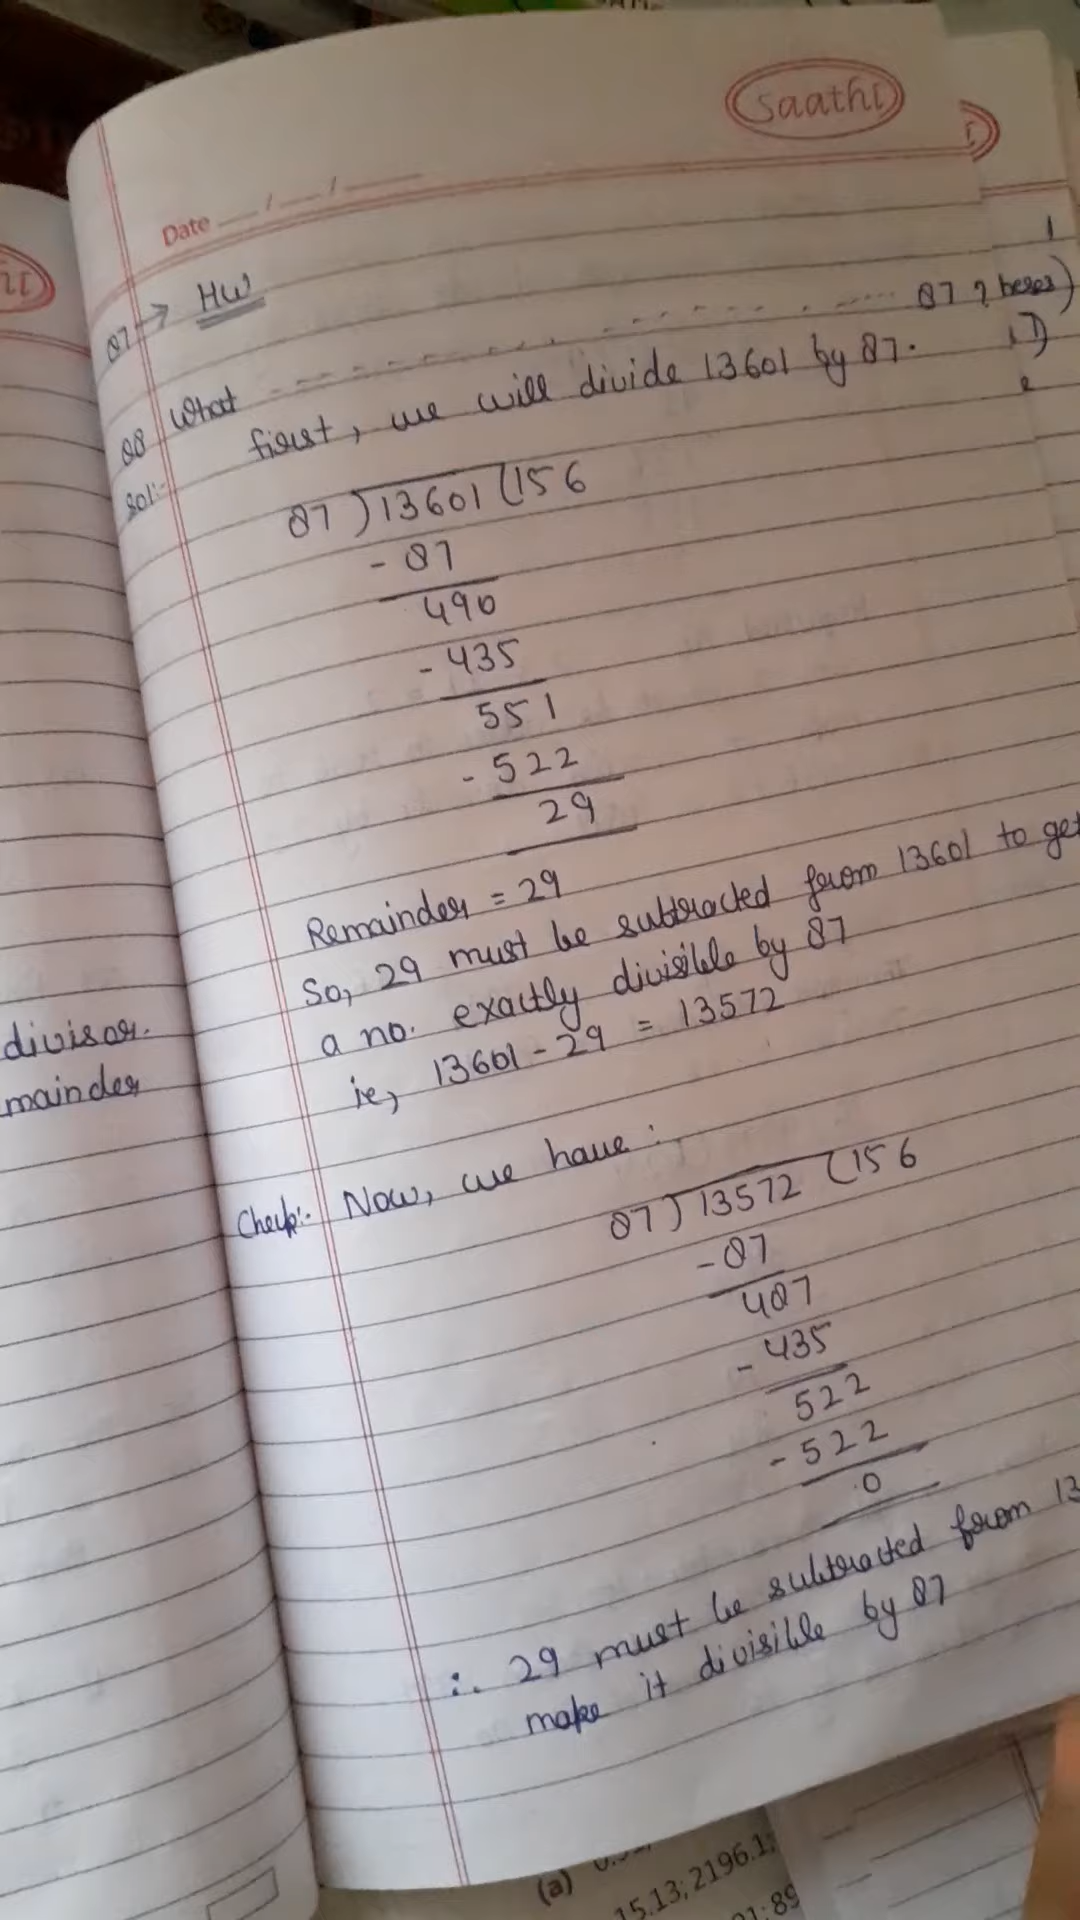 Saathi
Date
Q7 → HW
Q8 What - - - - - - - - - - - - 87 ?
Sol:- first, we will divide 13601 by 87.
87 ) 13601 ( 156
- 87
490
- 435
551
- 522
29
Remainder = 29
So, 29 must be subtracted from 13601 to get
a no. exactly divisible by 87
ie, 13601 - 29 = 13572
Check:- Now, we have :
87 ) 13572 ( 156
- 87
487
- 435
522
- 522
0
∴ 29 must be subtracted from 13
make it divisible by 87
divisor.
mainder
(a)
15.13; 2196.1;
01:89